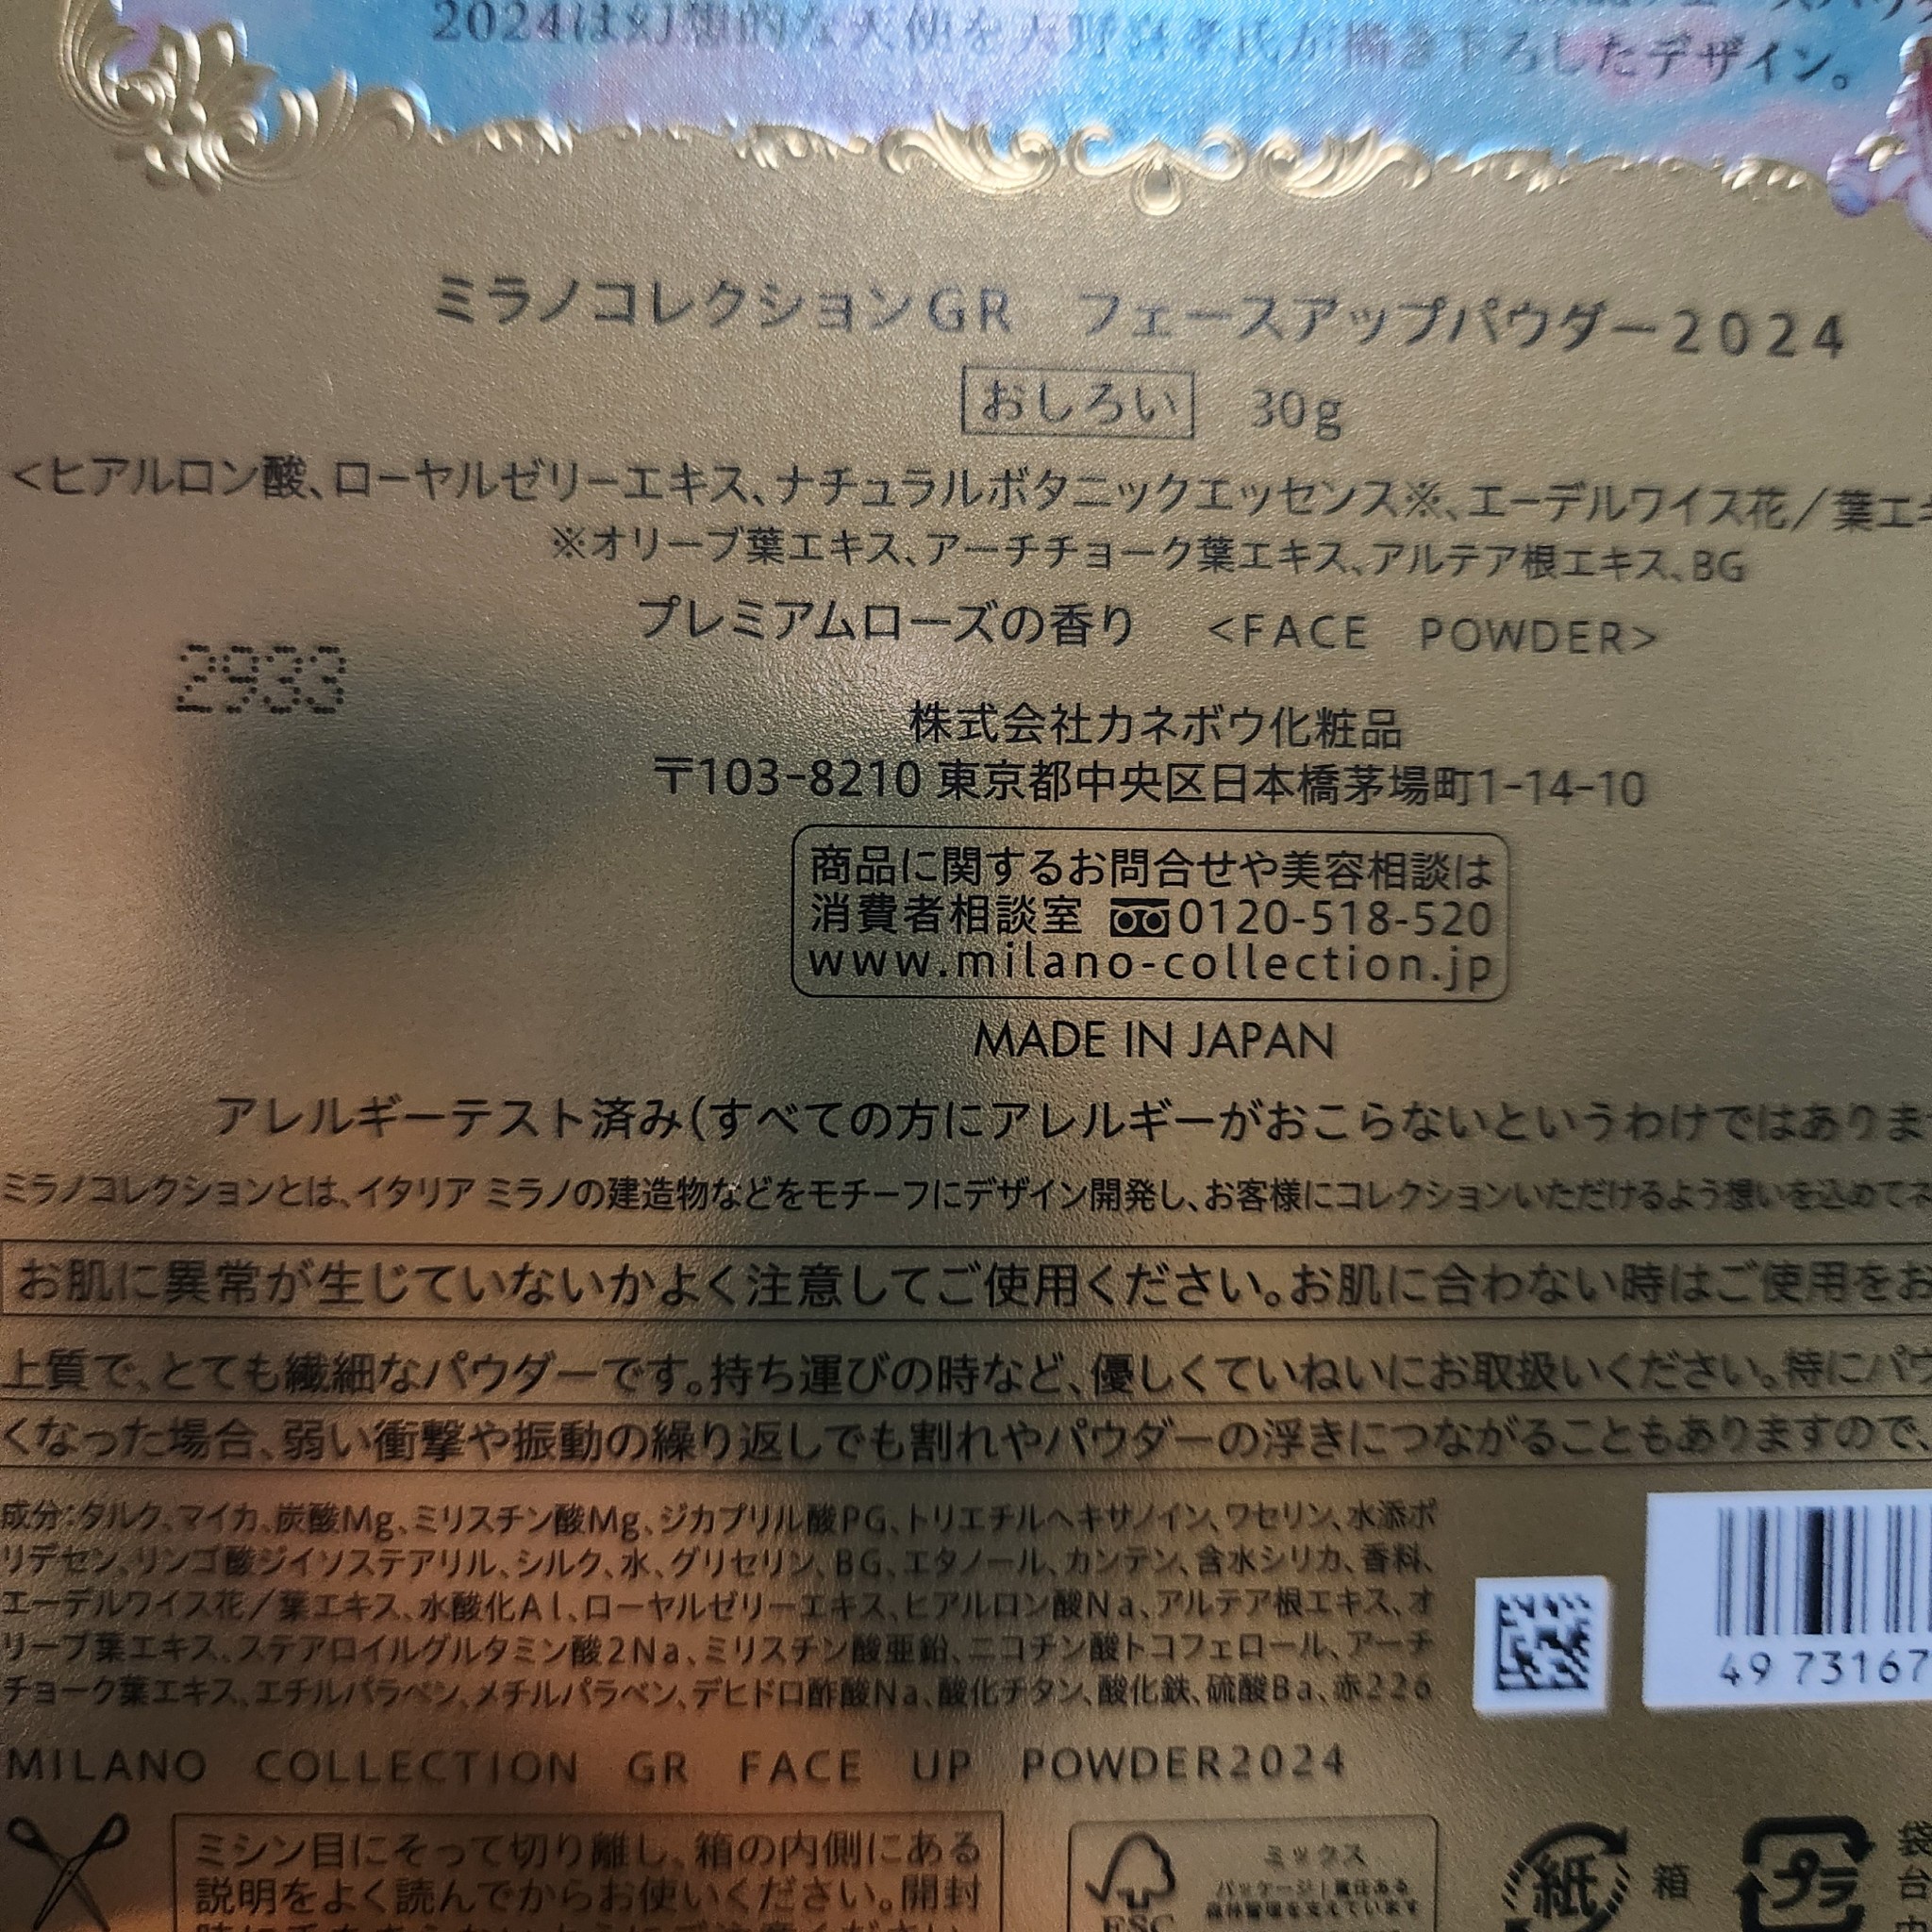 2024は幻想的な天使を天野喜孝氏が描き下ろしたデザイン。
ミラノコレクションGR　フェースアップパウダー2024
おしろい　30g
<ヒアルロン酸、ローヤルゼリーエキス、ナチュラルボタニックエッセンス※、エーデルワイス花/葉エキ
※オリーブ葉エキス、アーチチョーク葉エキス、アルテア根エキス、BG
プレミアムローズの香り　<FACE　POWDER>
2933
株式会社カネボウ化粧品
〒103-8210 東京都中央区日本橋茅場町1-14-10
商品に関するお問合せや美容相談は
消費者相談室 0120-518-520
www.milano-collection.jp
MADE IN JAPAN
アレルギーテスト済み(すべての方にアレルギーがおこらないというわけではありま
ミラノコレクションとは、イタリア ミラノの建造物などをモチーフにデザイン開発し、お客様にコレクションいただけるよう想いを込めて
お肌に異常が生じていないかよく注意してご使用ください。お肌に合わない時はご使用をお
上質で、とても繊細なパウダーです。持ち運びの時など、優しくていねいにお取扱いください。特にパウ
くなった場合、弱い衝撃や振動の繰り返しでも割れやパウダーの浮きにつながることもありますので、
成分:タルク、マイカ、炭酸Mg、ミリスチン酸Mg、ジカプリル酸PG、トリエチルヘキサノイン、ワセリン、水添ポ
リデセン、リンゴ酸ジイソステアリル、シルク、水、グリセリン、BG、エタノール、カンテン、含水シリカ、香料、
エーデルワイス花/葉エキス、水酸化Al、ローヤルゼリーエキス、ヒアルロン酸Na、アルテア根エキス、オ
リーブ葉エキス、ステアロイルグルタミン酸2Na、ミリスチン酸亜鉛、ニコチン酸トコフェロール、アーチ
チョーク葉エキス、エチルパラベン、メチルパラベン、デヒドロ酢酸Na、酸化チタン、酸化鉄、硫酸Ba、赤226
49 73167
MILANO　COLLECTION　GR　FACE　UP　POWDER2024
ミシン目にそって切り離し、箱の内側にある
説明をよく読んでからお使いください。開封
FSC
ミックス
パッケージ|責任ある
森林管理を支えています
紙 箱
プラ 袋
台